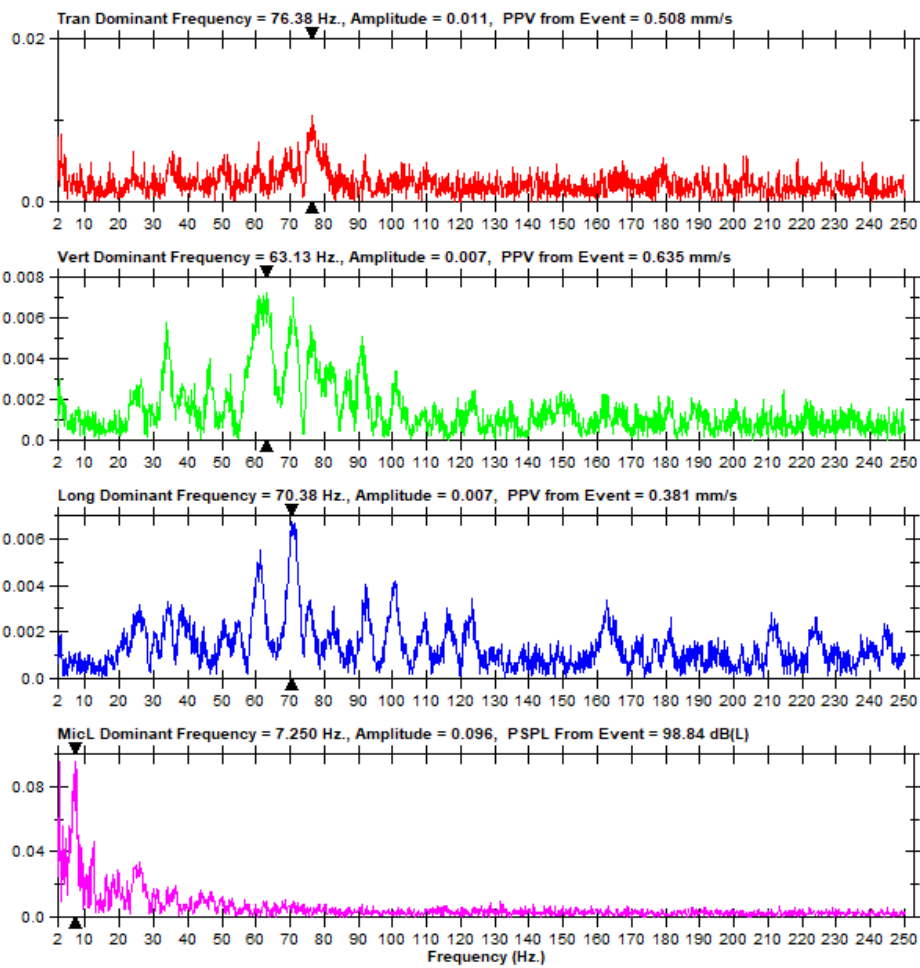 Tran Dominant Frequency = 76.38 Hz., Amplitude = 0.011, PPV from Event = 0.508 mm/s
0.02
0.0
2 10 20 30 40 50 60 70 80 90 100 110 120 130 140 150 160 170 180 190 200 210 220 230 240 250
Vert Dominant Frequency = 63.13 Hz., Amplitude = 0.007, PPV from Event = 0.635 mm/s
0.008
0.006
0.004
0.002
0.0
2 10 20 30 40 50 60 70 80 90 100 110 120 130 140 150 160 170 180 190 200 210 220 230 240 250
Long Dominant Frequency = 70.38 Hz., Amplitude = 0.007, PPV from Event = 0.381 mm/s
0.006
0.004
0.002
0.0
2 10 20 30 40 50 60 70 80 90 100 110 120 130 140 150 160 170 180 190 200 210 220 230 240 250
MicL Dominant Frequency = 7.250 Hz., Amplitude = 0.096, PSPL From Event = 98.84 dB(L)
0.08
0.04
0.0
2 10 20 30 40 50 60 70 80 90 100 110 120 130 140 150 160 170 180 190 200 210 220 230 240 250
Frequency (Hz.)